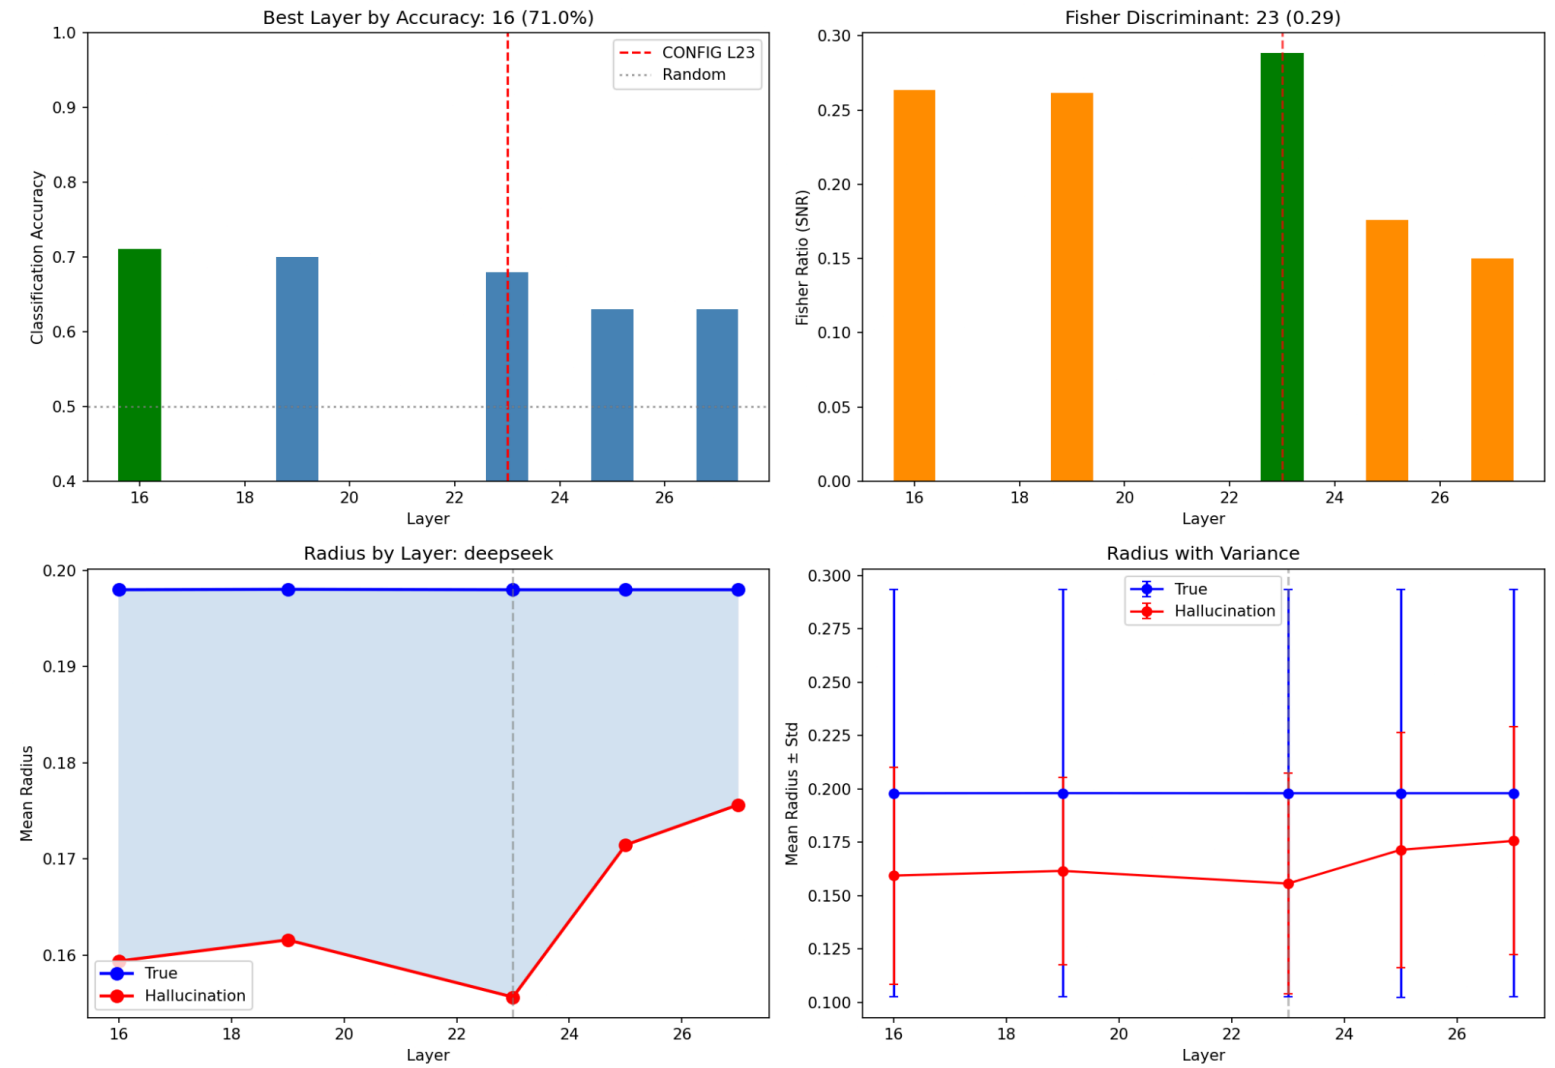 Best Layer by Accuracy: 16 (71.0%)
1.0
0.9
0.8
0.7
0.6
0.5
0.4
Classification Accuracy
CONFIG L23
Random
16 18 20 22 24 26
Layer
Fisher Discriminant: 23 (0.29)
0.30
0.25
0.20
0.15
0.10
0.05
0.00
Fisher Ratio (SNR)
16 18 20 22 24 26
Layer
Radius by Layer: deepseek
0.20
0.19
0.18
0.17
0.16
Mean Radius
True
Hallucination
16 18 20 22 24 26
Layer
Radius with Variance
0.300
0.275
0.250
0.225
0.200
0.175
0.150
0.125
0.100
Mean Radius ± Std
True
Hallucination
16 18 20 22 24 26
Layer